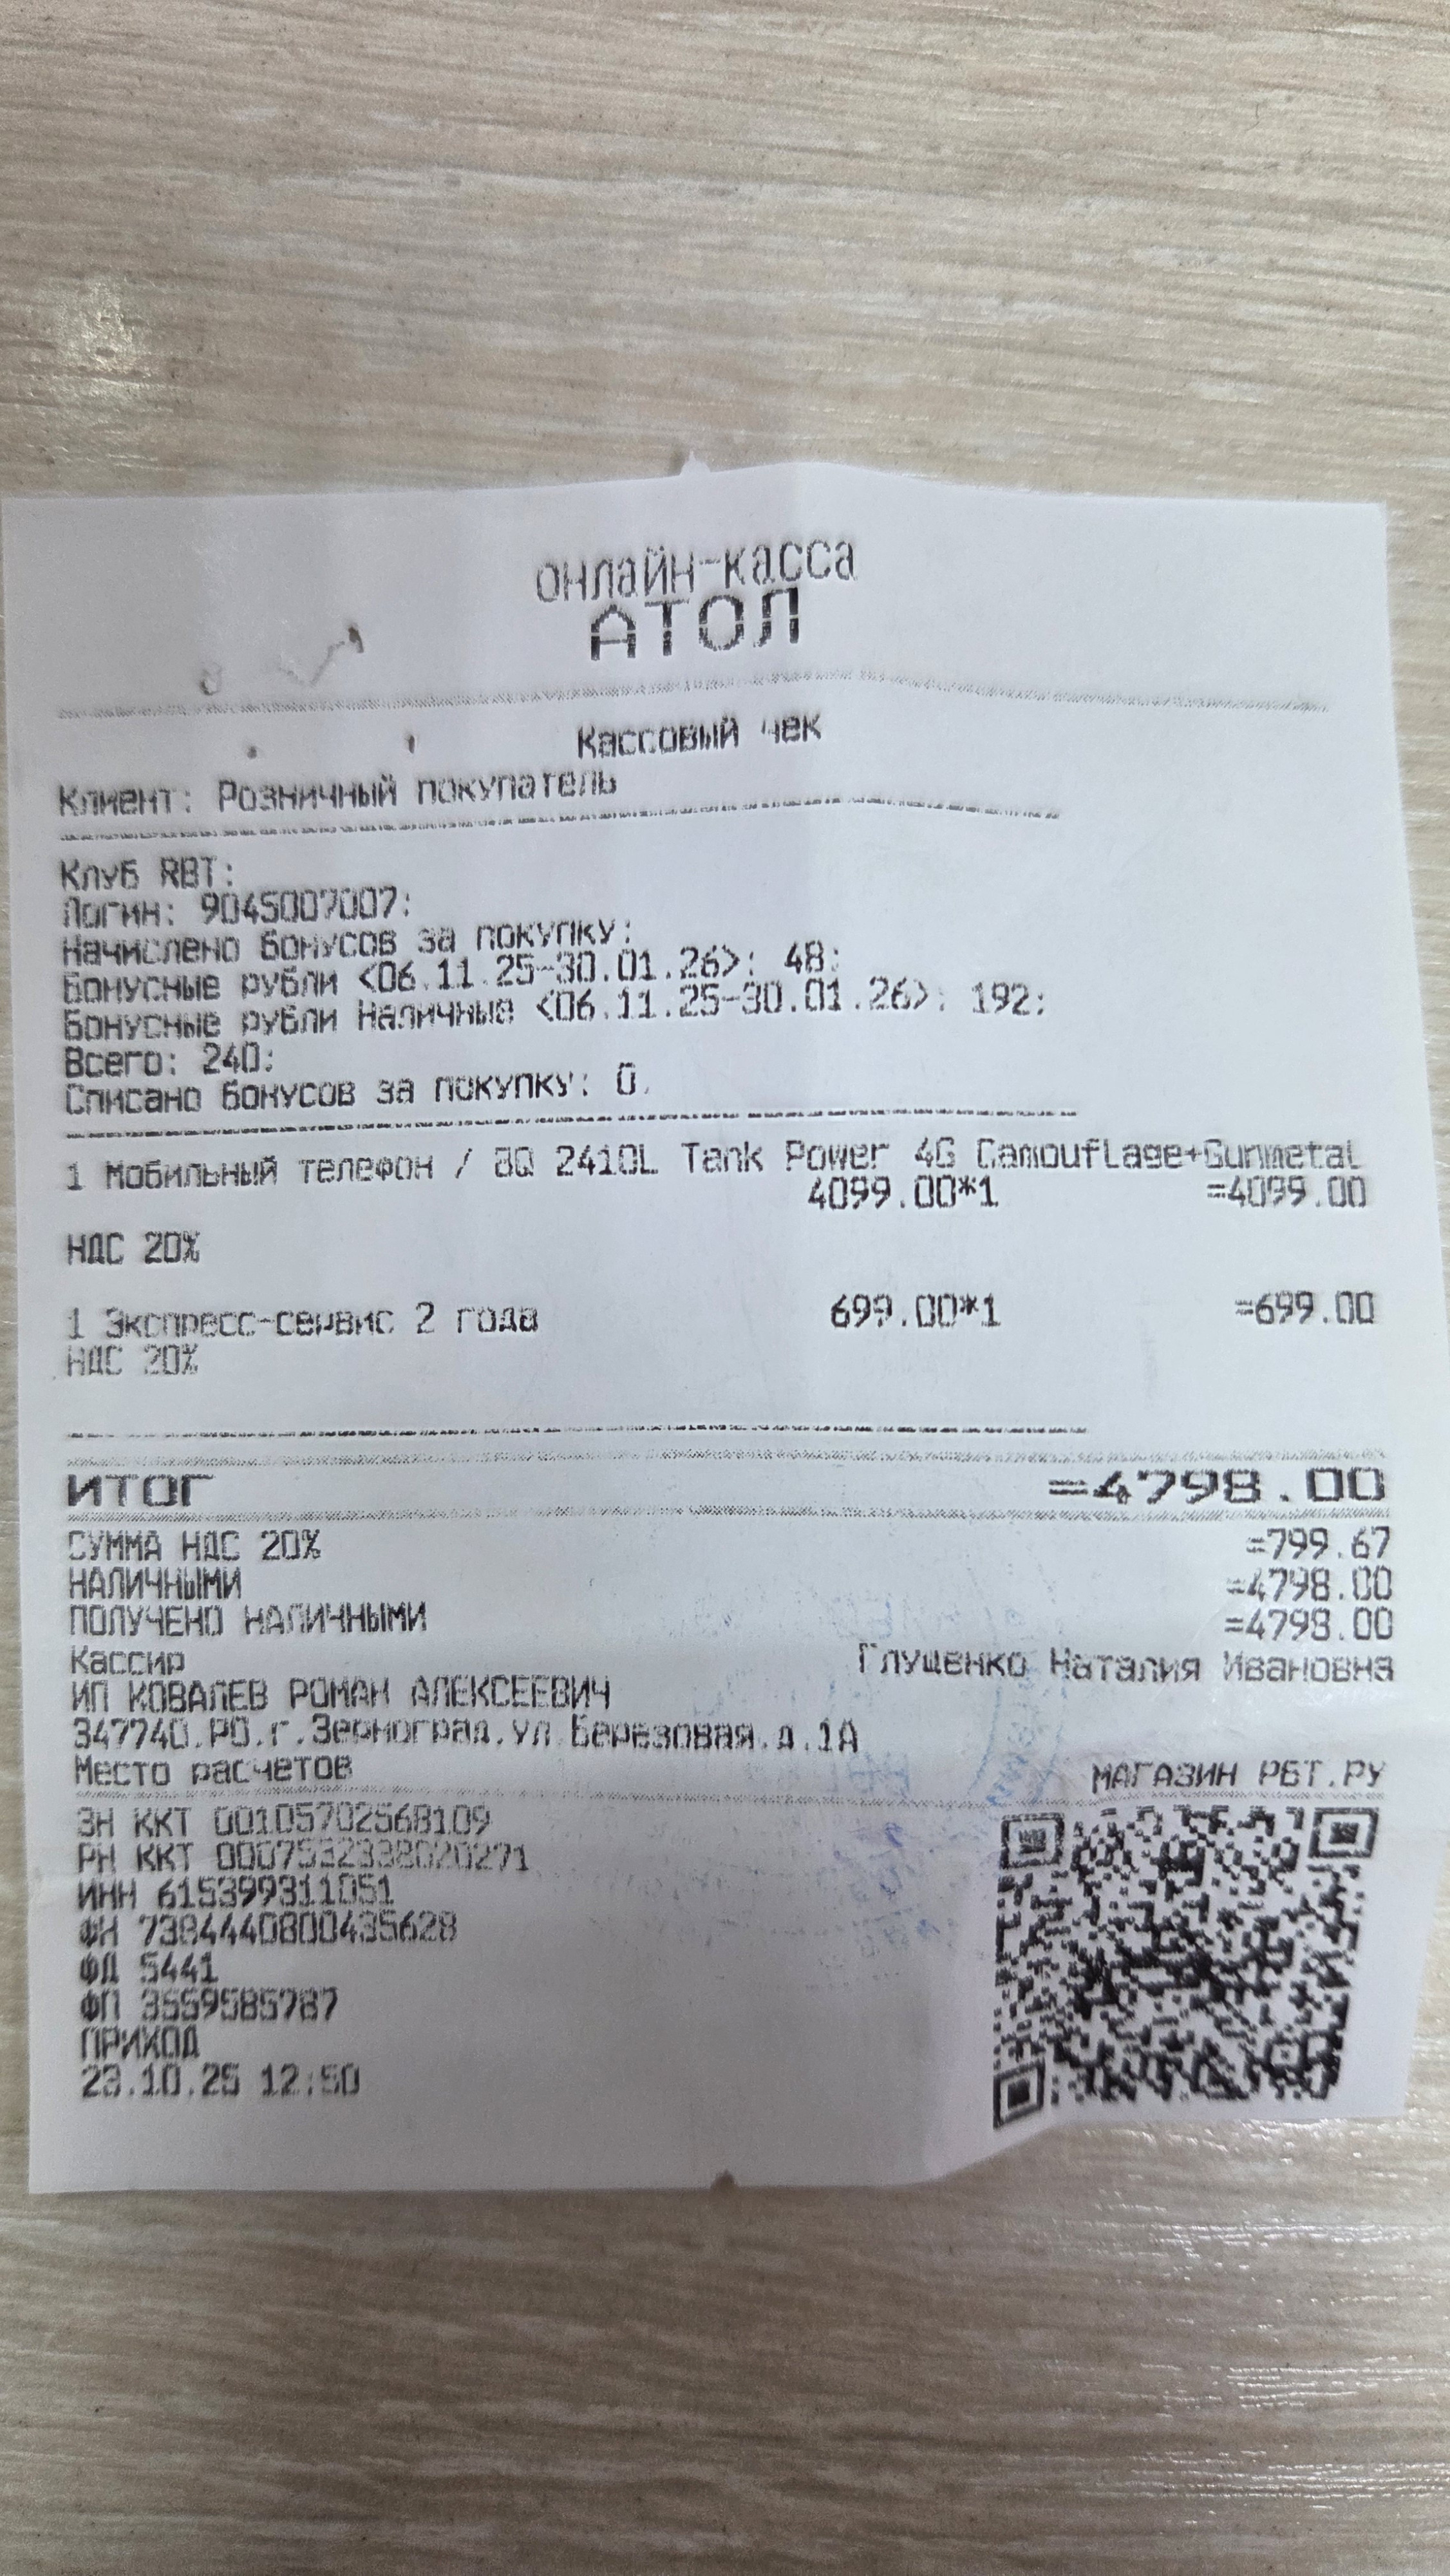 онлайн-касса
АТОЛ
Кассовый чек
Клиент: Розничный покупатель
Клуб RBT:
Логин: 9045007007:
Начислено бонусов за покупку:
Бонусные рубли <06.11.25-30.01.26>: 48:
Бонусные рубли Наличные <06.11.25-30.01.26>: 192:
Всего: 240:
Списано бонусов за покупку: 0.
1 Мобильный телефон / BQ 2410L Tank Power 4G Camouflage+Gunmetal
4099.00*1 =4099.00
НДС 20%
1 Экспресс-сервис 2 года 699.00*1 =699.00
НДС 20%
ИТОГ =4798.00
СУММА НДС 20% =799.67
НАЛИЧНЫМИ =4798.00
ПОЛУЧЕНО НАЛИЧНЫМИ =4798.00
Кассир Глущенко Наталия Ивановна
ИП КОВАЛЕВ РОМАН АЛЕКСЕЕВИЧ
347740.РО.г.Зерноград.ул.Березовая.д.1А
Место расчетов МАГАЗИН РБТ.РУ
ЗН ККТ 00105702568109
РН ККТ 0007532338020271
ИНН 615399311051
ФН 7384440800435628
ФД 5441
ФП 3559585787
ПРИХОД
23.10.25 12:50